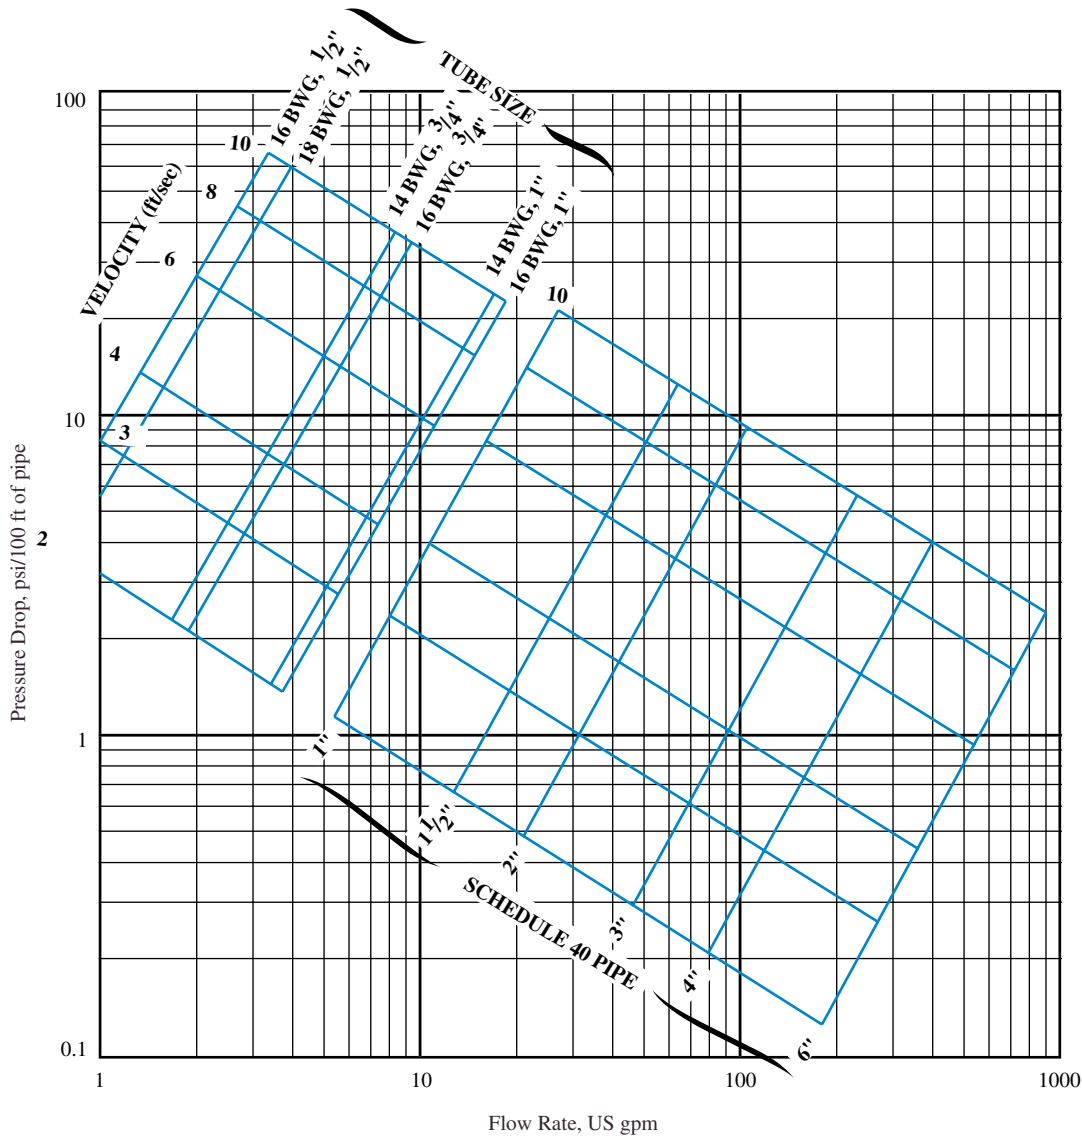 TUBE SIZE
16 BWG, 1/2"
18 BWG, 1/2"
14 BWG, 3/4"
16 BWG, 3/4"
14 BWG, 1"
16 BWG, 1"
VELOCITY (ft/sec)
10
8
6
4
3
2
10
100
10
1
0.1
Pressure Drop, psi/100 ft of pipe
1"
1 1/2"
2"
3"
4"
6"
SCHEDULE 40 PIPE
1
10
100
1000
Flow Rate, US gpm